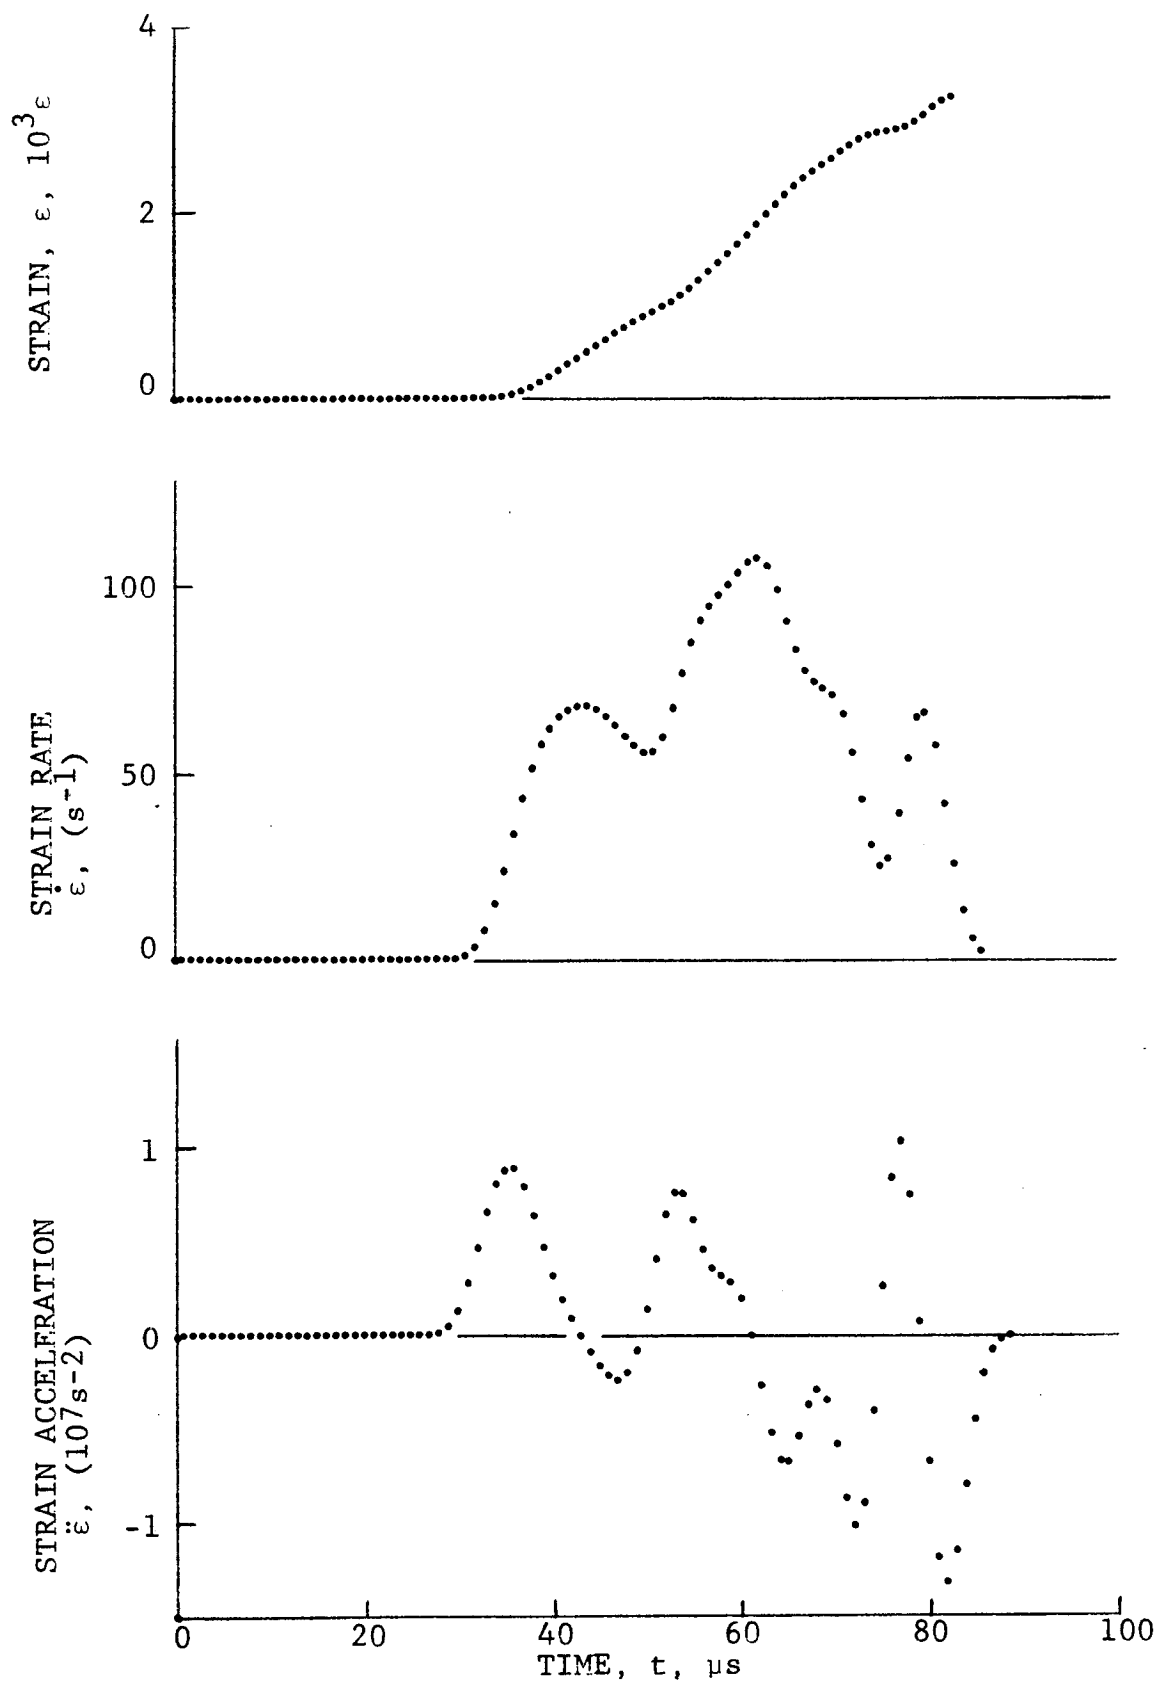 4
2
0
STRAIN, ε, 10³ε
100
50
0
STRAIN RATE
ε̇, (s⁻¹)
1
0
-1
STRAIN ACCELERATION
ε̈, (107s-2)
0 20 40 60 80 100
TIME, t, µs